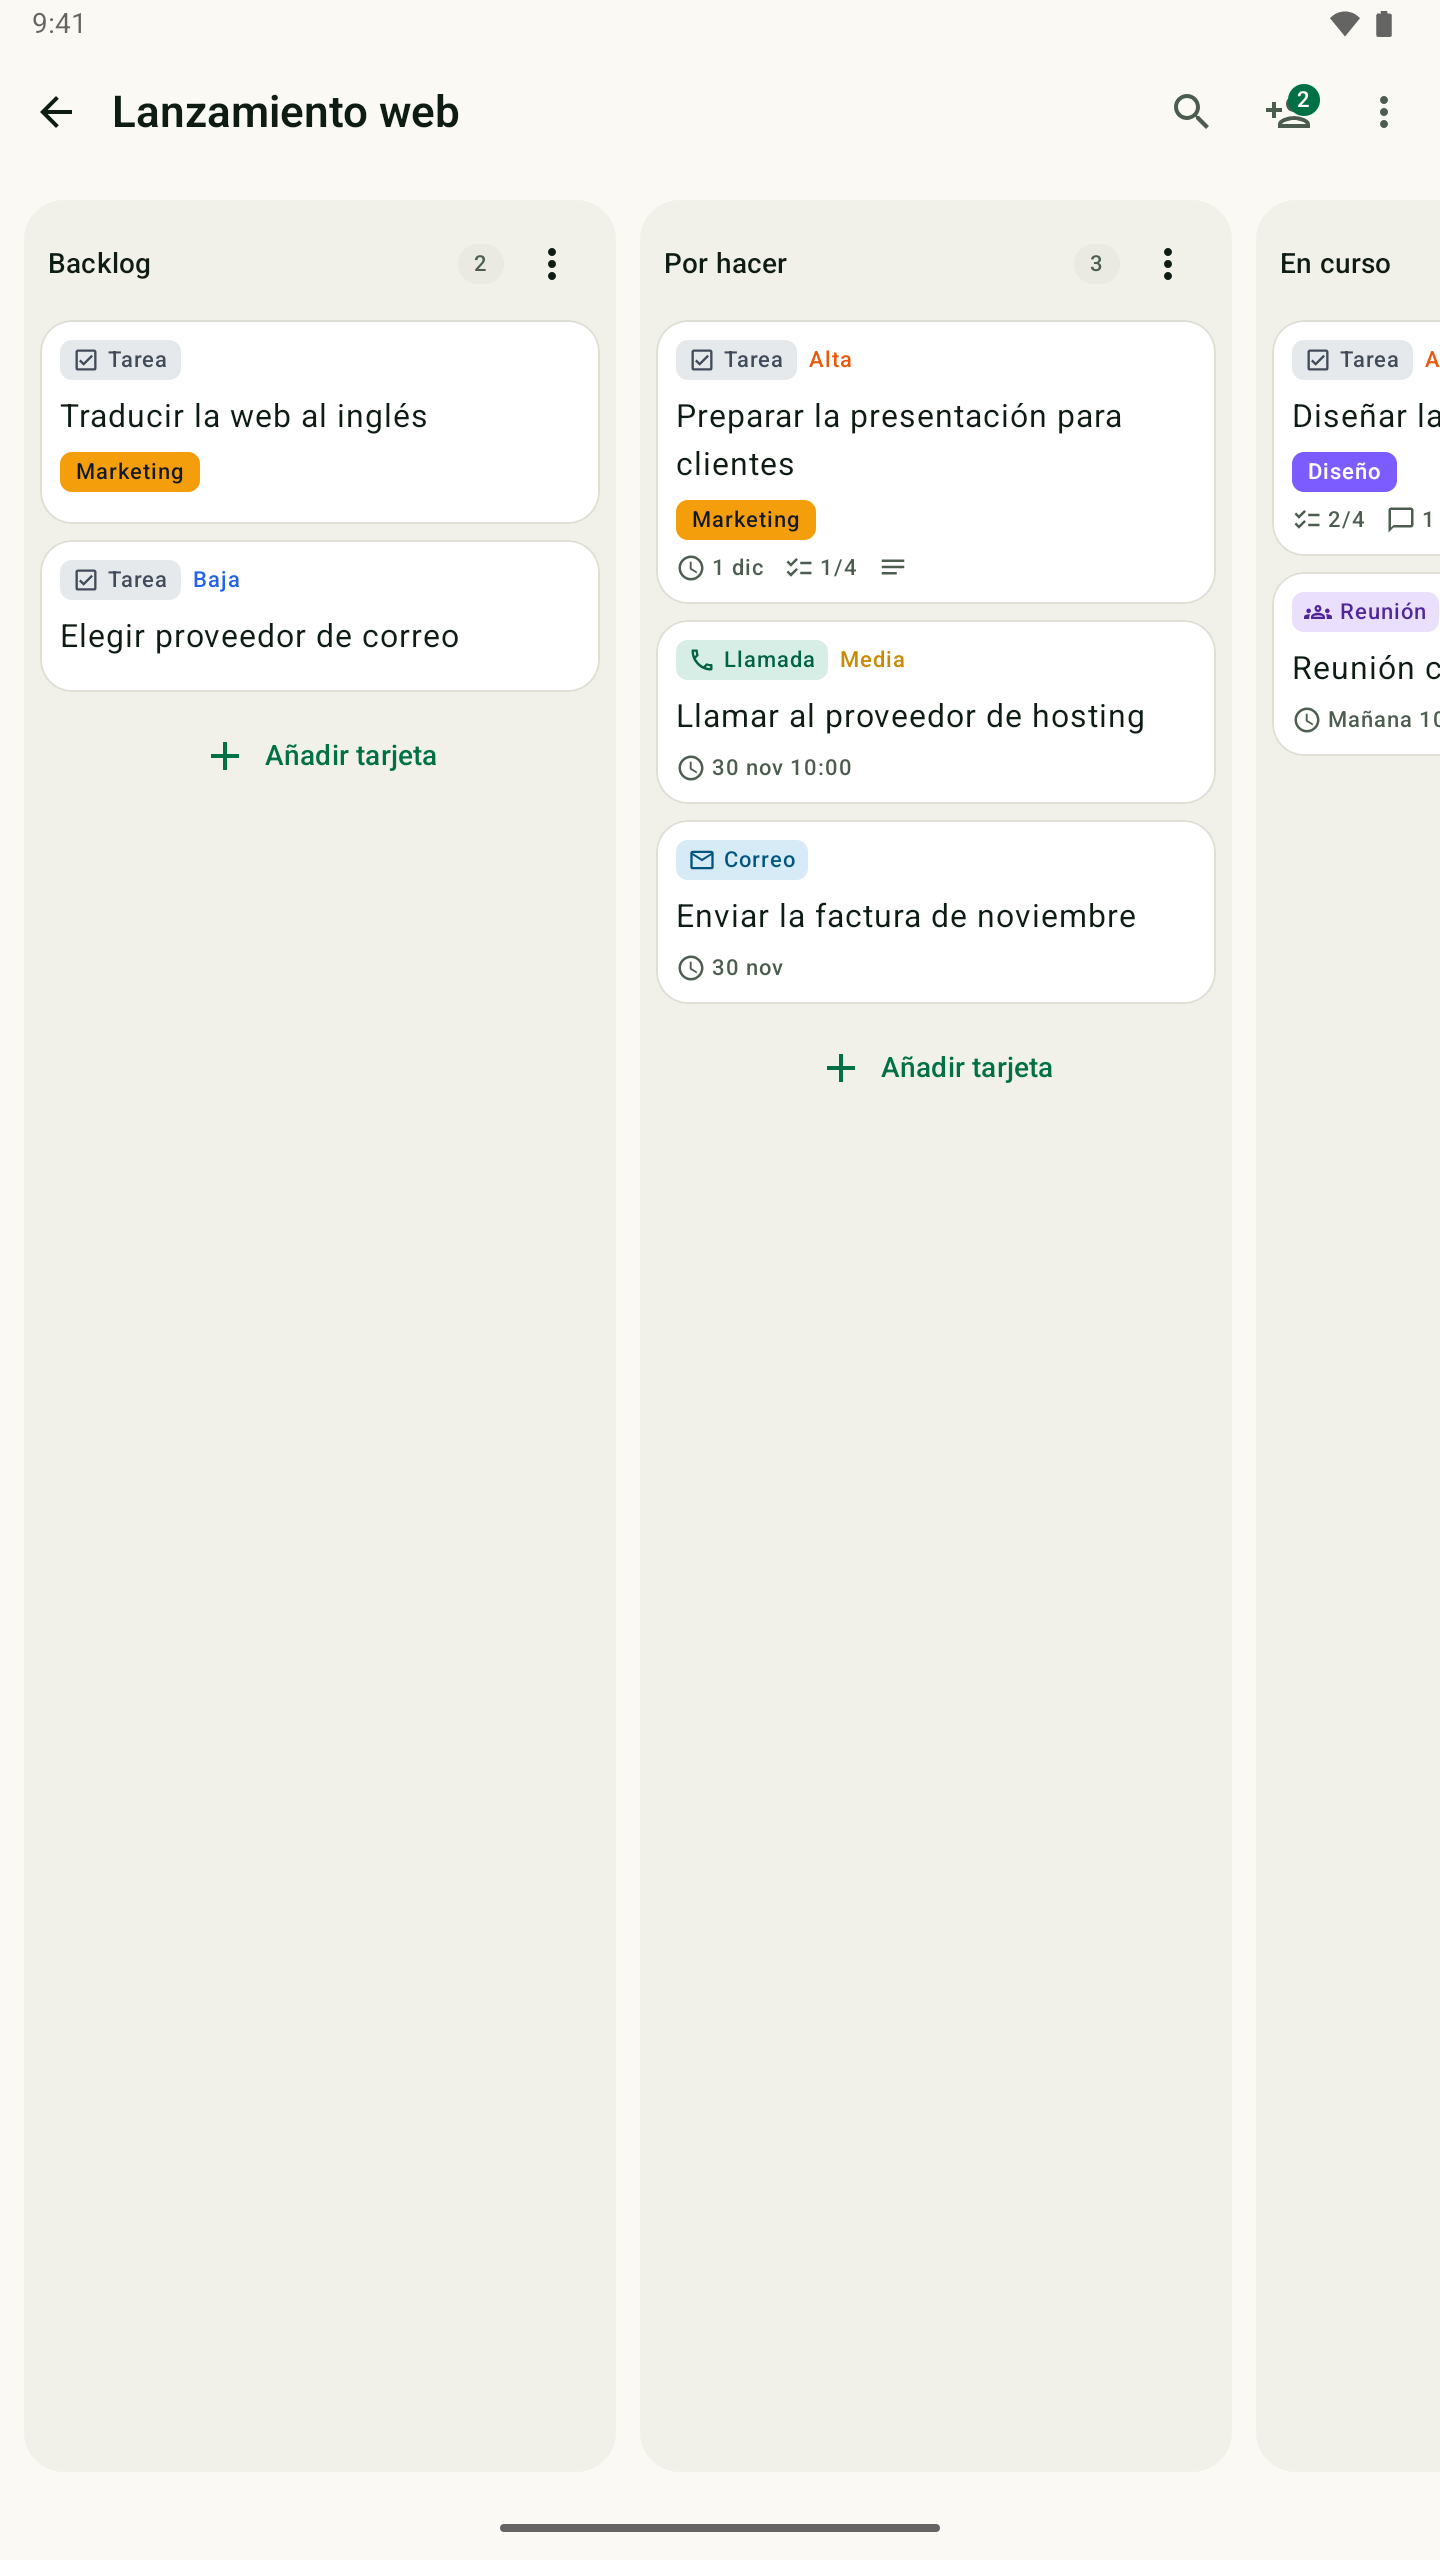 9:41
Lanzamiento web
2
Backlog
2
Tarea
Traducir la web al inglés
Marketing
Tarea Baja
Elegir proveedor de correo
Añadir tarjeta
Por hacer
3
Tarea Alta
Preparar la presentación para
clientes
Marketing
1 dic 1/4
Llamada Media
Llamar al proveedor de hosting
30 nov 10:00
Correo
Enviar la factura de noviembre
30 nov
Añadir tarjeta
En curso
Tarea
Diseñar la
Diseño
2/4 1
Reunión
Reunión
Mañana